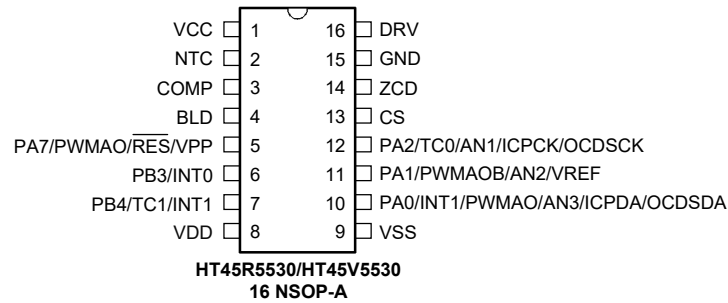 VCC 1 16 DRV
NTC 2 15 GND
COMP 3 14 ZCD
BLD 4 13 CS
PA7/PWMAO/RES/VPP 5 12 PA2/TC0/AN1/ICPCK/OCDSCK
PB3/INT0 6 11 PA1/PWMAOB/AN2/VREF
PB4/TC1/INT1 7 10 PA0/INT1/PWMAO/AN3/ICPDA/OCDSDA
VDD 8 9 VSS
HT45R5530/HT45V5530
16 NSOP-A